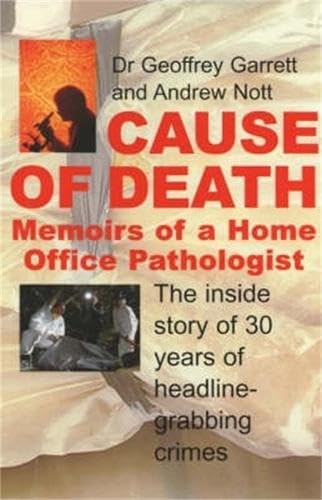 Dr Geoffrey Garrett
and Andrew Nott
CAUSE
OF DEATH
Memoirs of a Home
Office Pathologist
The inside
story of 30
years of
headline-
grabbing
crimes